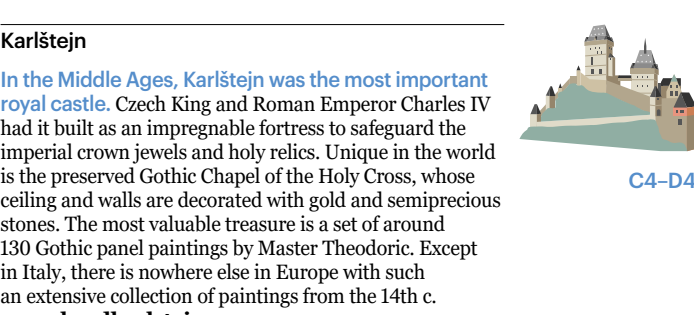 Karlštejn
In the Middle Ages, Karlštejn was the most important
royal castle. Czech King and Roman Emperor Charles IV
had it built as an impregnable fortress to safeguard the
imperial crown jewels and holy relics. Unique in the world
is the preserved Gothic Chapel of the Holy Cross, whose
ceiling and walls are decorated with gold and semiprecious
stones. The most valuable treasure is a set of around
130 Gothic panel paintings by Master Theodoric. Except
in Italy, there is nowhere else in Europe with such
an extensive collection of paintings from the 14th c.
C4–D4